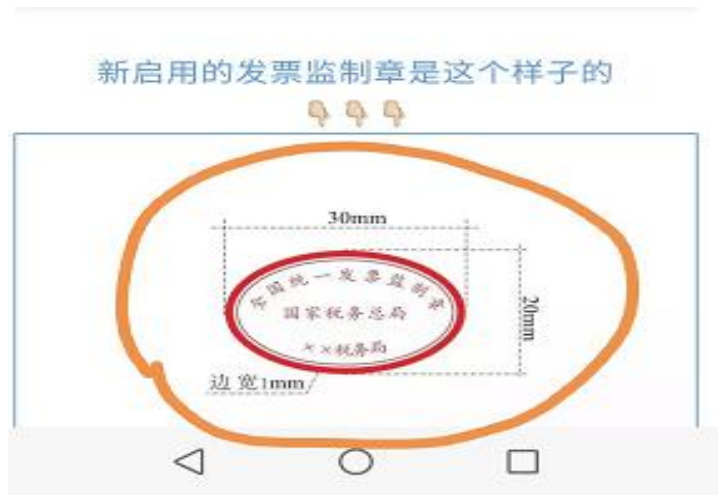 新启用的发票监制章是这个样子的
30mm
全国统一发票监制章
国家税务总局
××税务局
20mm
边宽1mm